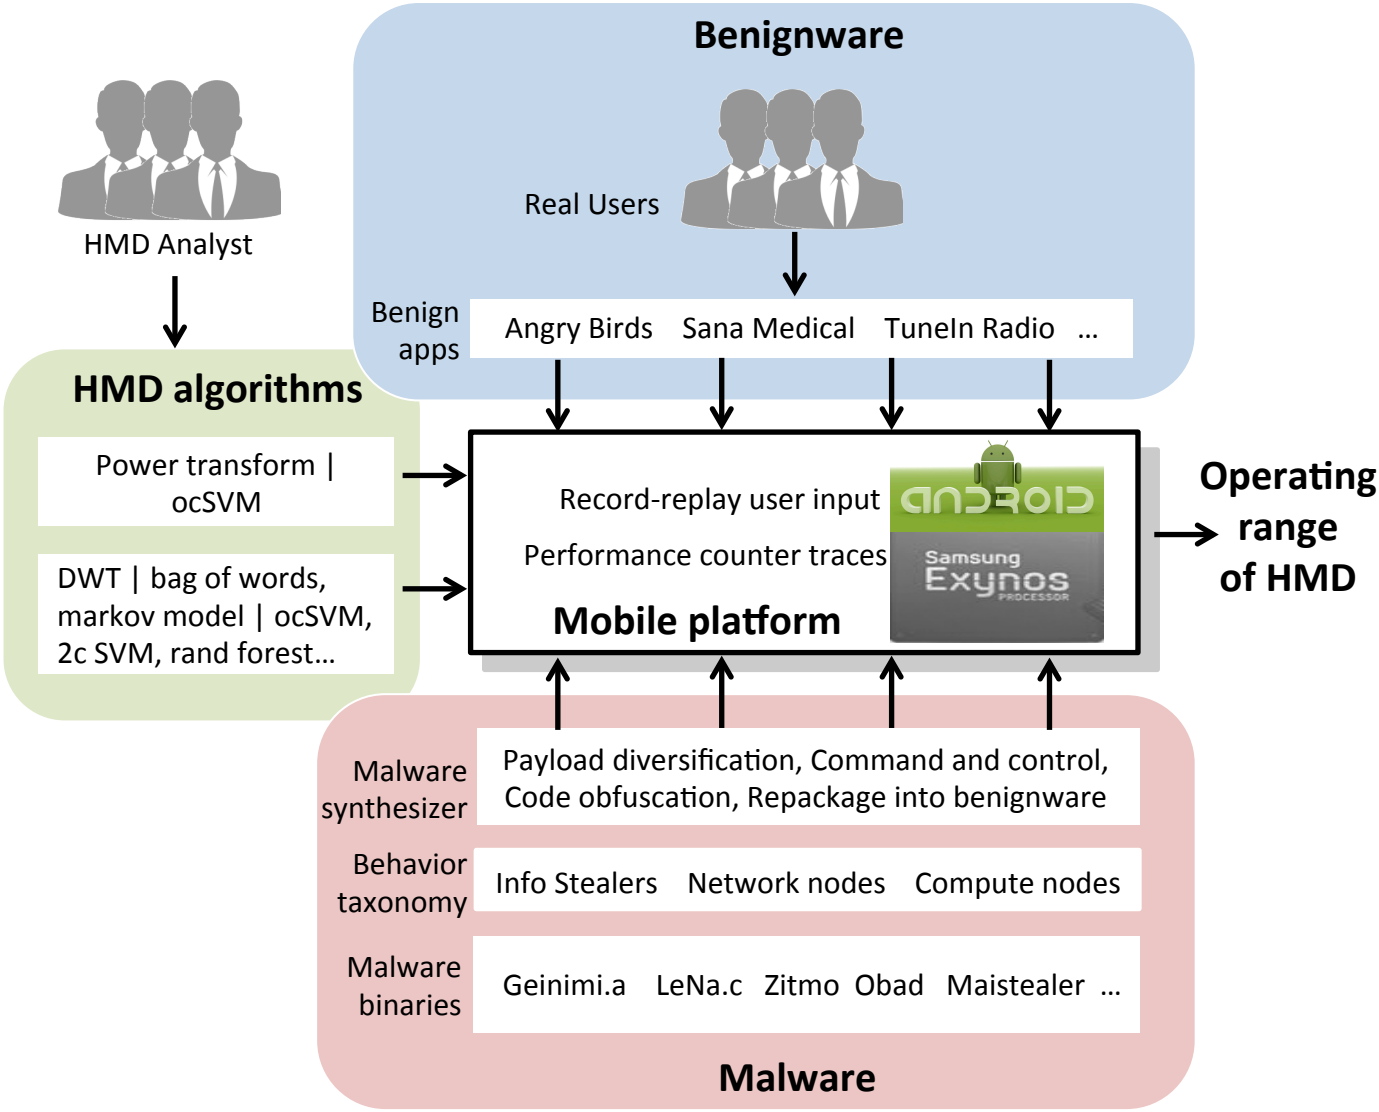 Benignware
Real Users
HMD Analyst
Benign
apps
Angry Birds Sana Medical TuneIn Radio ...
HMD algorithms
Power transform |
ocSVM
DWT | bag of words,
markov model | ocSVM,
2c SVM, rand forest...
Record-replay user input
Performance counter traces
Mobile platform
ANDROID
Samsung
Exynos
PROCESSOR
Operating
range
of HMD
Malware
synthesizer
Payload diversification, Command and control,
Code obfuscation, Repackage into benignware
Behavior
taxonomy
Info Stealers Network nodes Compute nodes
Malware
binaries
Geinimi.a LeNa.c Zitmo Obad Maistealer ...
Malware